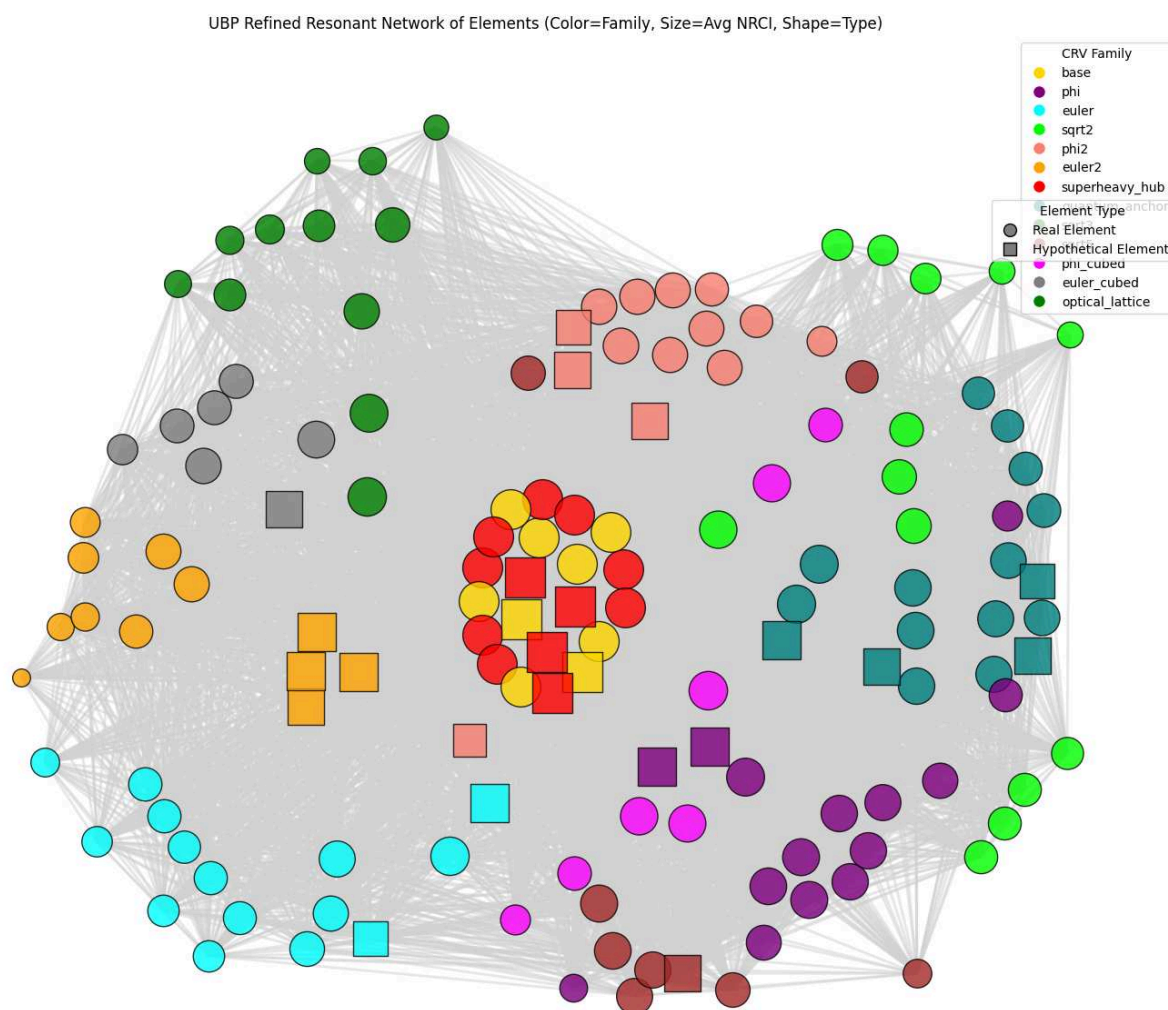 UBP Refined Resonant Network of Elements (Color=Family, Size=Avg NRCI, Shape=Type)
CRV Family
base
phi
euler
sqrt2
phi2
euler2
superheavy_hub
quantum_anchor
Element Type
Real Element
Hypothetical Element
phi_cubed
euler_cubed
optical_lattice